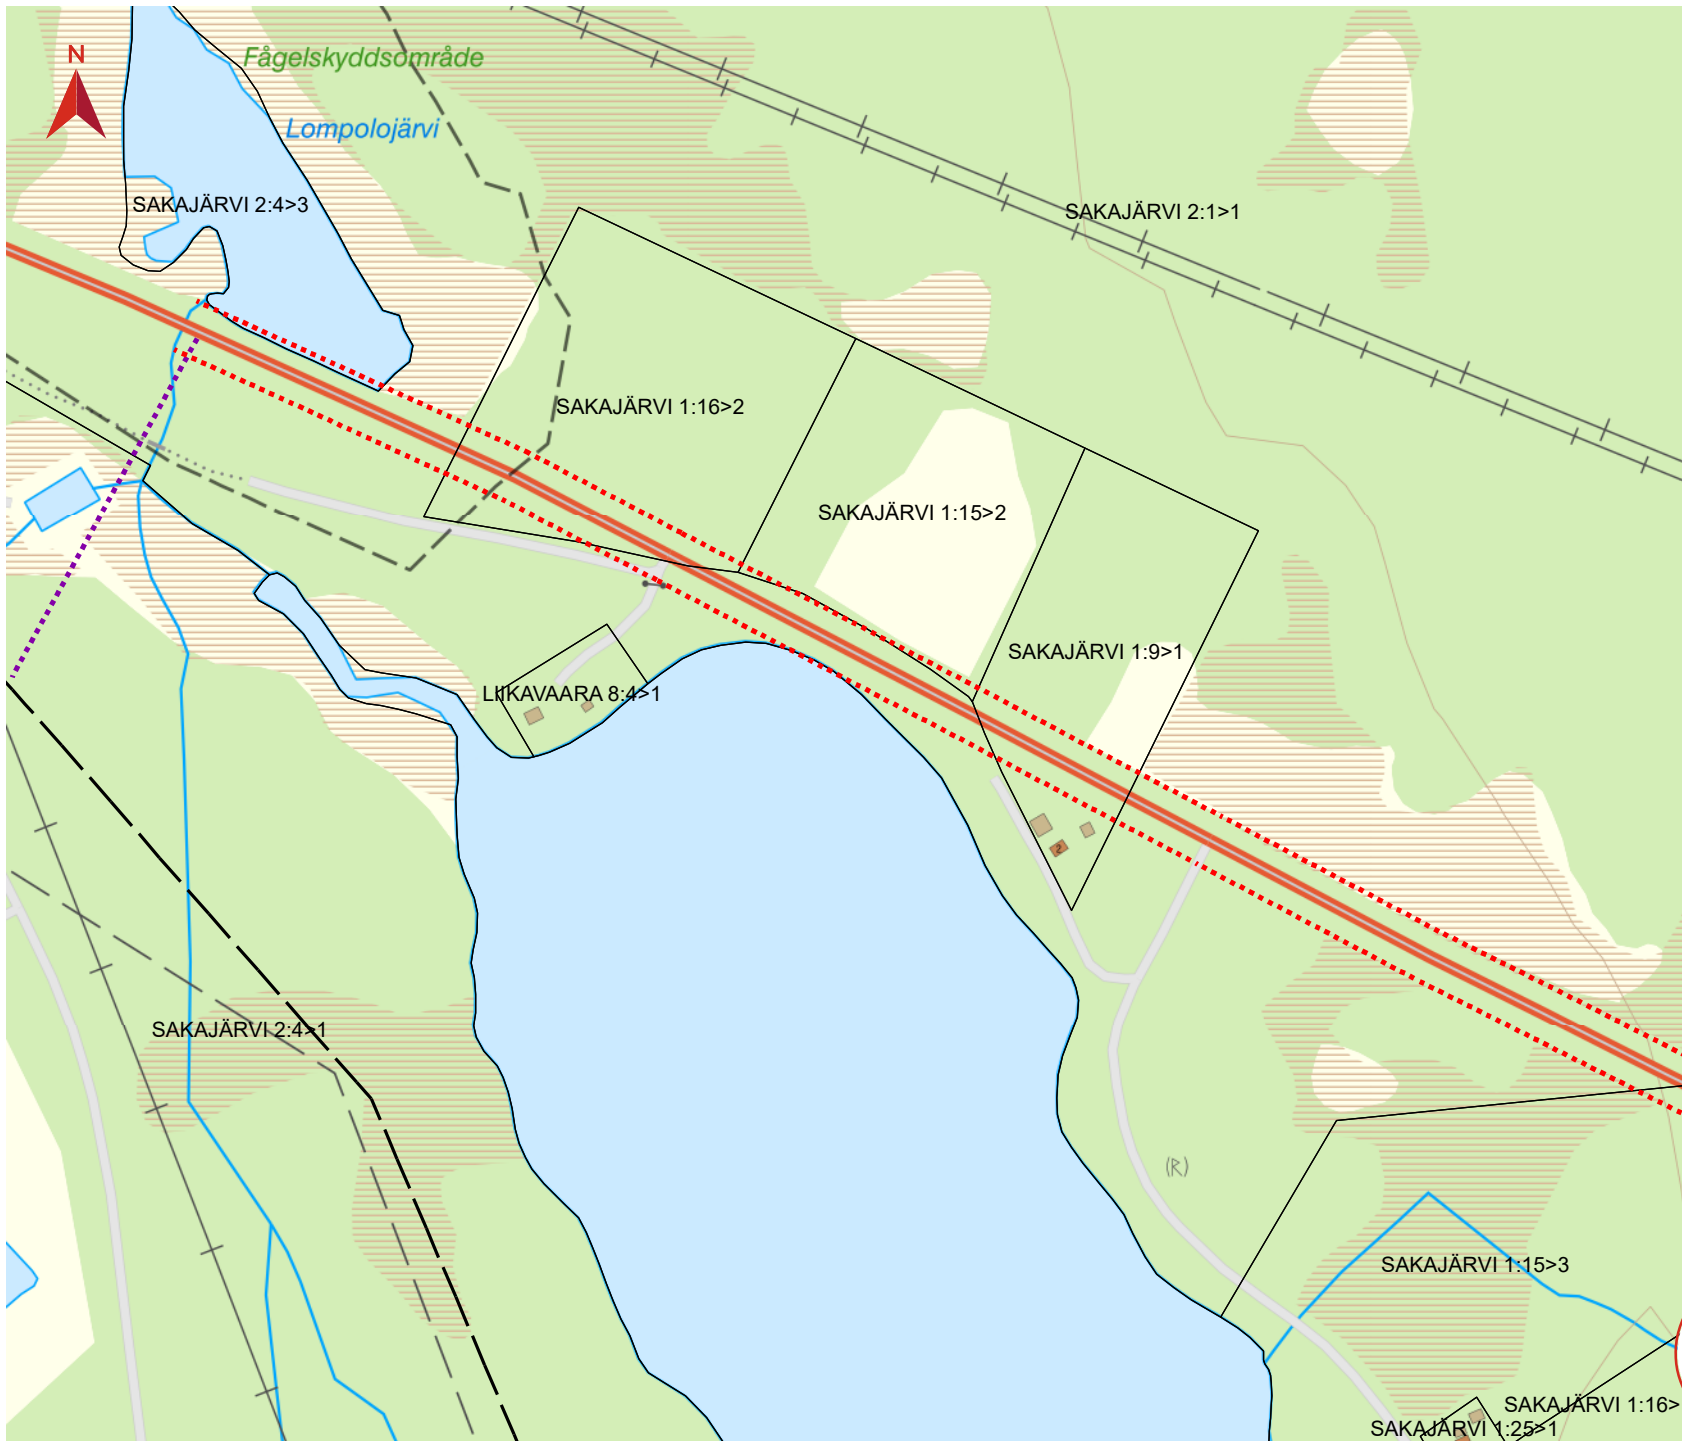 N
Fågelskyddsområde
Lompolojärvi
SAKAJÄRVI 2:4>3
SAKAJÄRVI 2:1>1
SAKAJÄRVI 1:16>2
SAKAJÄRVI 1:15>2
SAKAJÄRVI 1:9>1
LIIKAVAARA 8:4>1
2
SAKAJÄRVI 2:4>1
(R)
SAKAJÄRVI 1:15>3
SAKAJÄRVI 1:16>
SAKAJÄRVI 1:25>1